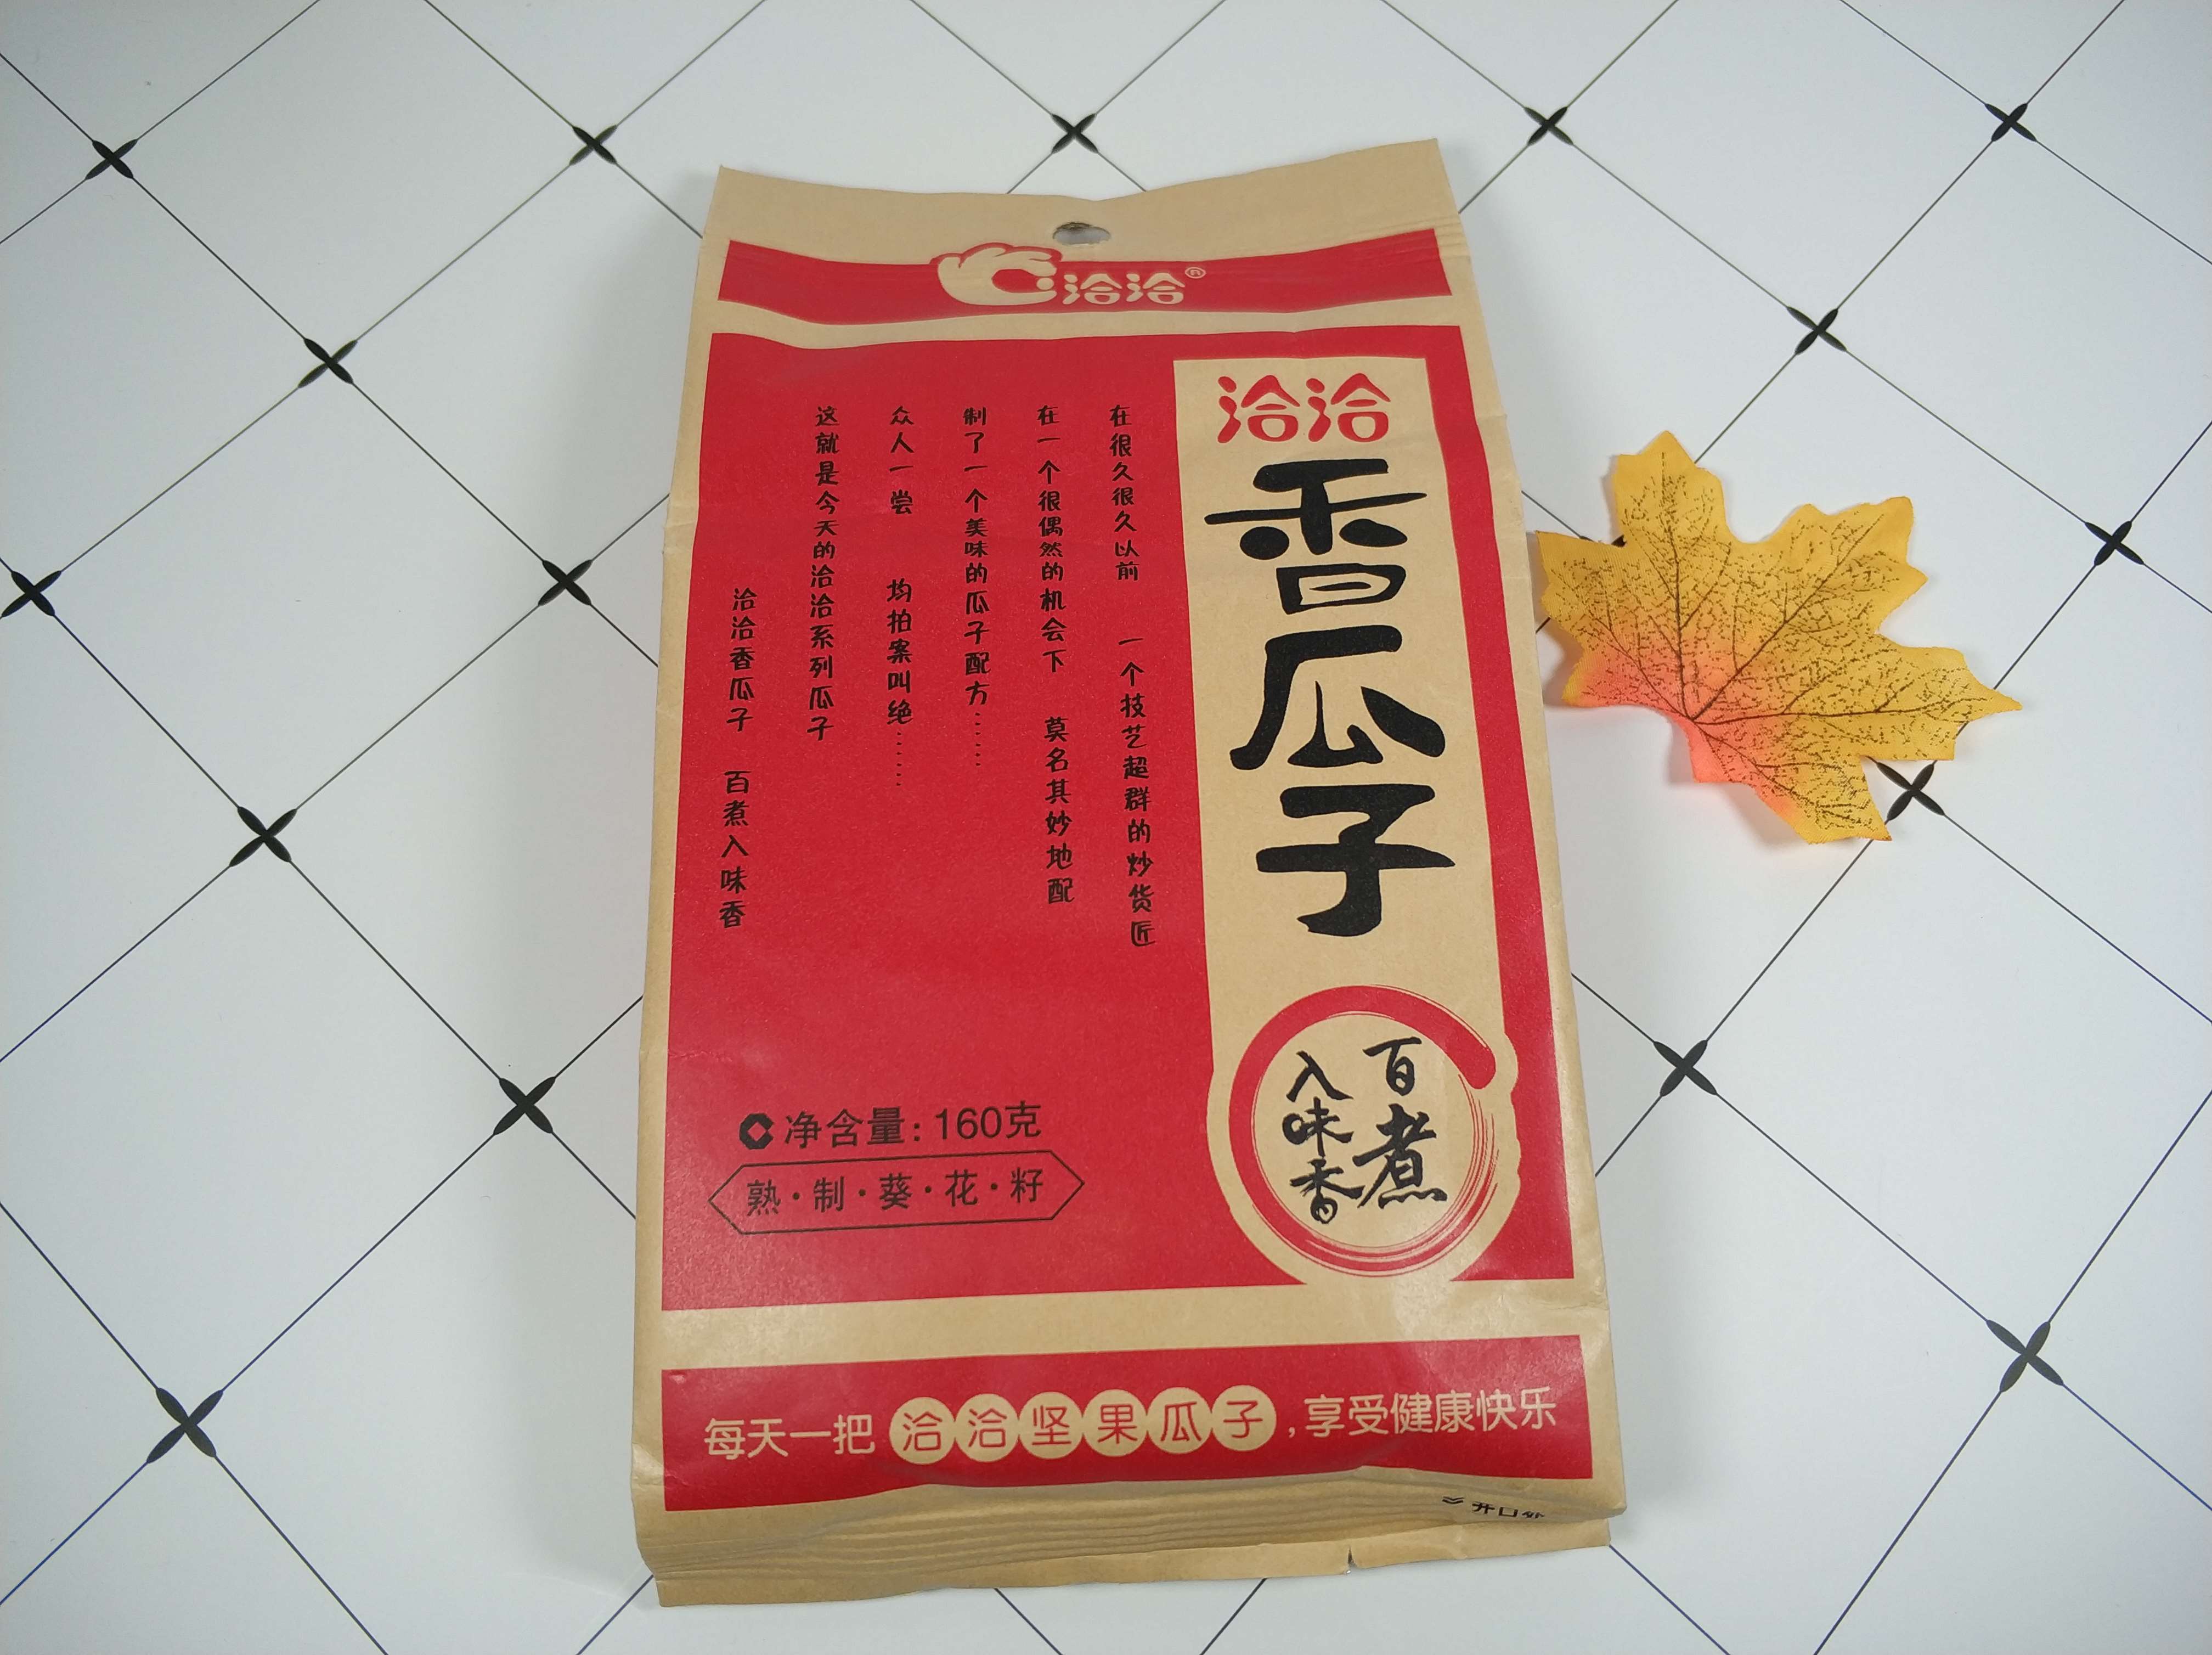 洽洽®
洽洽
香瓜子
百煮
入味香
在很久很久以前 一个技艺超群的炒货匠
在一个很偶然的机会下 莫名其妙地配
制了一个美味的瓜子配方……
众人一尝 均拍案叫绝……
这就是今天的洽洽系列瓜子
洽洽香瓜子 百煮入味香
净含量:160克
熟·制·葵·花·籽
每天一把 洽洽坚果瓜子,享受健康快乐
开口处